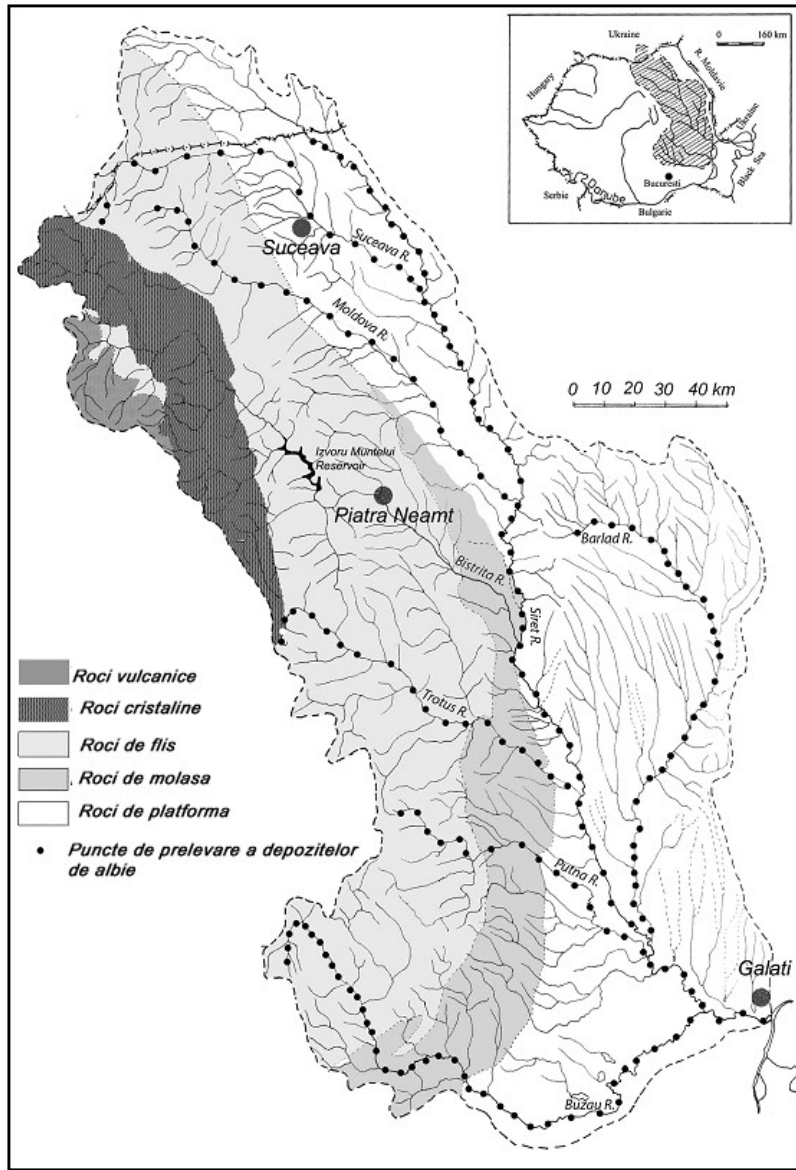 Ukraine
0 160 km
R. Moldavie
Hungary
Ukraine
Black Sea
Bucuresti
Danube
Serbie
Bulgarie
Suceava
Suceava R.
Moldova R.
0 10 20 30 40 km
Izvoru Muntelui
Reservoir
Piatra Neamt
Barlad R.
Bistrita R.
Siret R.
Trotus R.
Roci vulcanice
Roci cristaline
Roci de flis
Roci de molasa
Roci de platforma
Puncte de prelevare a depozitelor
de albie
Putna R.
Galati
Buzau R.